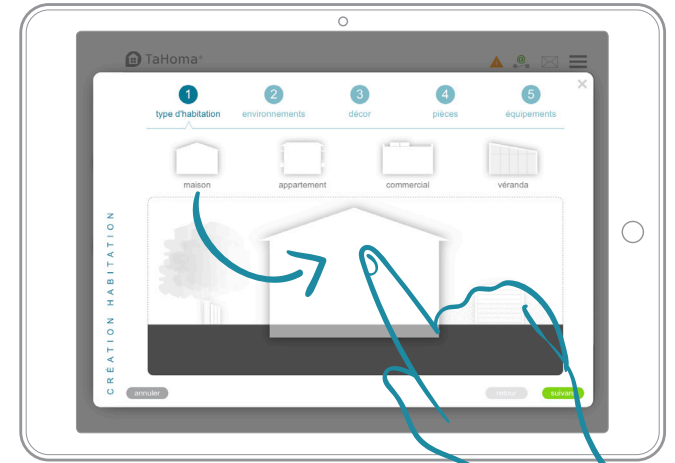 TaHoma®
1 2 3 4 5
type d'habitation environnements décor pièces équipements
maison appartement commercial véranda
CRÉATION HABITATION
annuler retour suivant